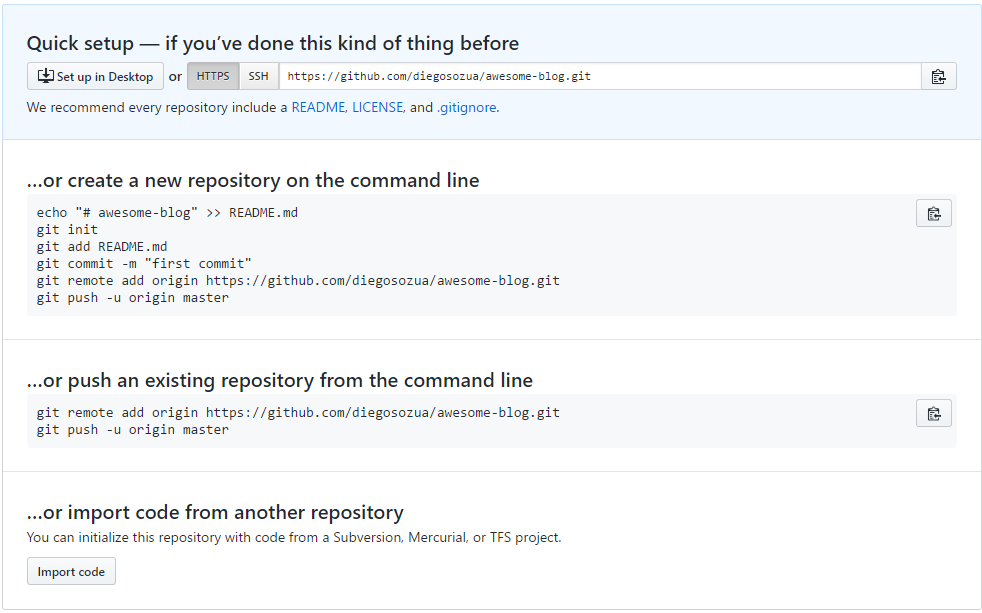 Quick setup — if you’ve done this kind of thing before
Set up in Desktop or HTTPS SSH https://github.com/diegosozua/awesome-blog.git
We recommend every repository include a README, LICENSE, and .gitignore.
…or create a new repository on the command line
echo "# awesome-blog" >> README.md
git init
git add README.md
git commit -m "first commit"
git remote add origin https://github.com/diegosozua/awesome-blog.git
git push -u origin master
…or push an existing repository from the command line
git remote add origin https://github.com/diegosozua/awesome-blog.git
git push -u origin master
…or import code from another repository
You can initialize this repository with code from a Subversion, Mercurial, or TFS project.
Import code